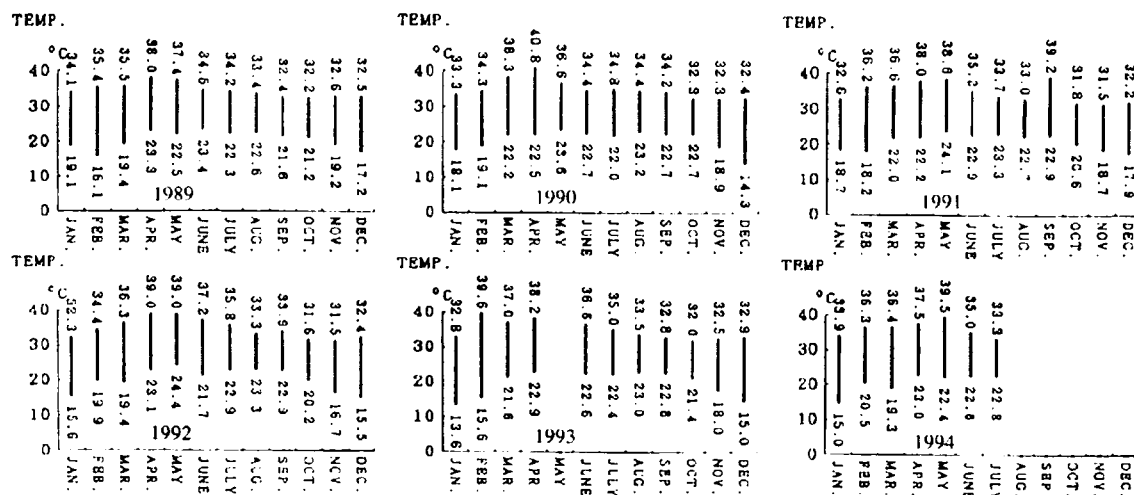 TEMP.
°C
40
30
20
10
0
34.1 35.4 35.5 38.0 37.4 34.6 34.2 33.4 32.4 32.2 32.6 32.5
19.1 16.1 19.4 23.9 22.5 23.4 22.3 22.6 21.6 21.2 19.2 17.2
1989
JAN. FEB. MAR. APR. MAY JUNE JULY AUG. SEP. OCT. NOV. DEC.
TEMP.
°C
40
30
20
10
0
33.3 34.3 38.3 40.8 36.6 34.4 34.8 34.4 34.2 32.9 32.3 32.4
18.1 19.1 22.2 22.5 23.6 22.7 22.0 23.2 22.7 22.7 18.9 14.3
1990
JAN. FEB. MAR. APR. MAY JUNE JULY AUG. SEP. OCT. NOV. DEC.
TEMP.
°C
40
30
20
10
0
32.6 36.2 36.6 38.0 38.6 35.2 33.7 33.0 39.2 31.8 31.5 32.2
18.7 18.2 22.0 22.2 24.1 22.9 23.3 22.9 20.6 18.7 17.9
1991
JAN. FEB. MAR. APR. MAY JUNE JULY AUG. SEP. OCT. NOV. DEC.
TEMP.
°C
40
30
20
10
0
32.3 34.4 36.3 39.0 39.0 37.2 35.8 33.3 33.9 31.6 31.5 32.4
15.6 19.9 19.4 23.1 24.4 21.7 22.9 23.3 22.9 20.2 16.7 15.5
1992
JAN. FEB. MAR. APR. MAY JUNE JULY AUG. SEP. OCT. NOV. DEC.
TEMP.
°C
40
30
20
10
0
32.8 39.6 37.0 38.2 36.6 35.0 33.5 32.8 32.0 32.5 32.9
13.6 15.6 21.6 22.9 22.6 22.4 23.0 22.8 21.4 18.0 15.0
1993
JAN. FEB. MAR. APR. MAY JUNE JULY AUG. SEP. OCT NOV. DEC.
TEMP
°C
40
30
20
10
0
33.9 36.3 36.4 37.5 39.5 35.0 33.3
15.0 20.5 19.3 23.0 22.4 22.6 22.8
1994
JAN. FEB. MAR. APR. MAY JUNE JULY AUG SEP. OCT NOV. DEC.